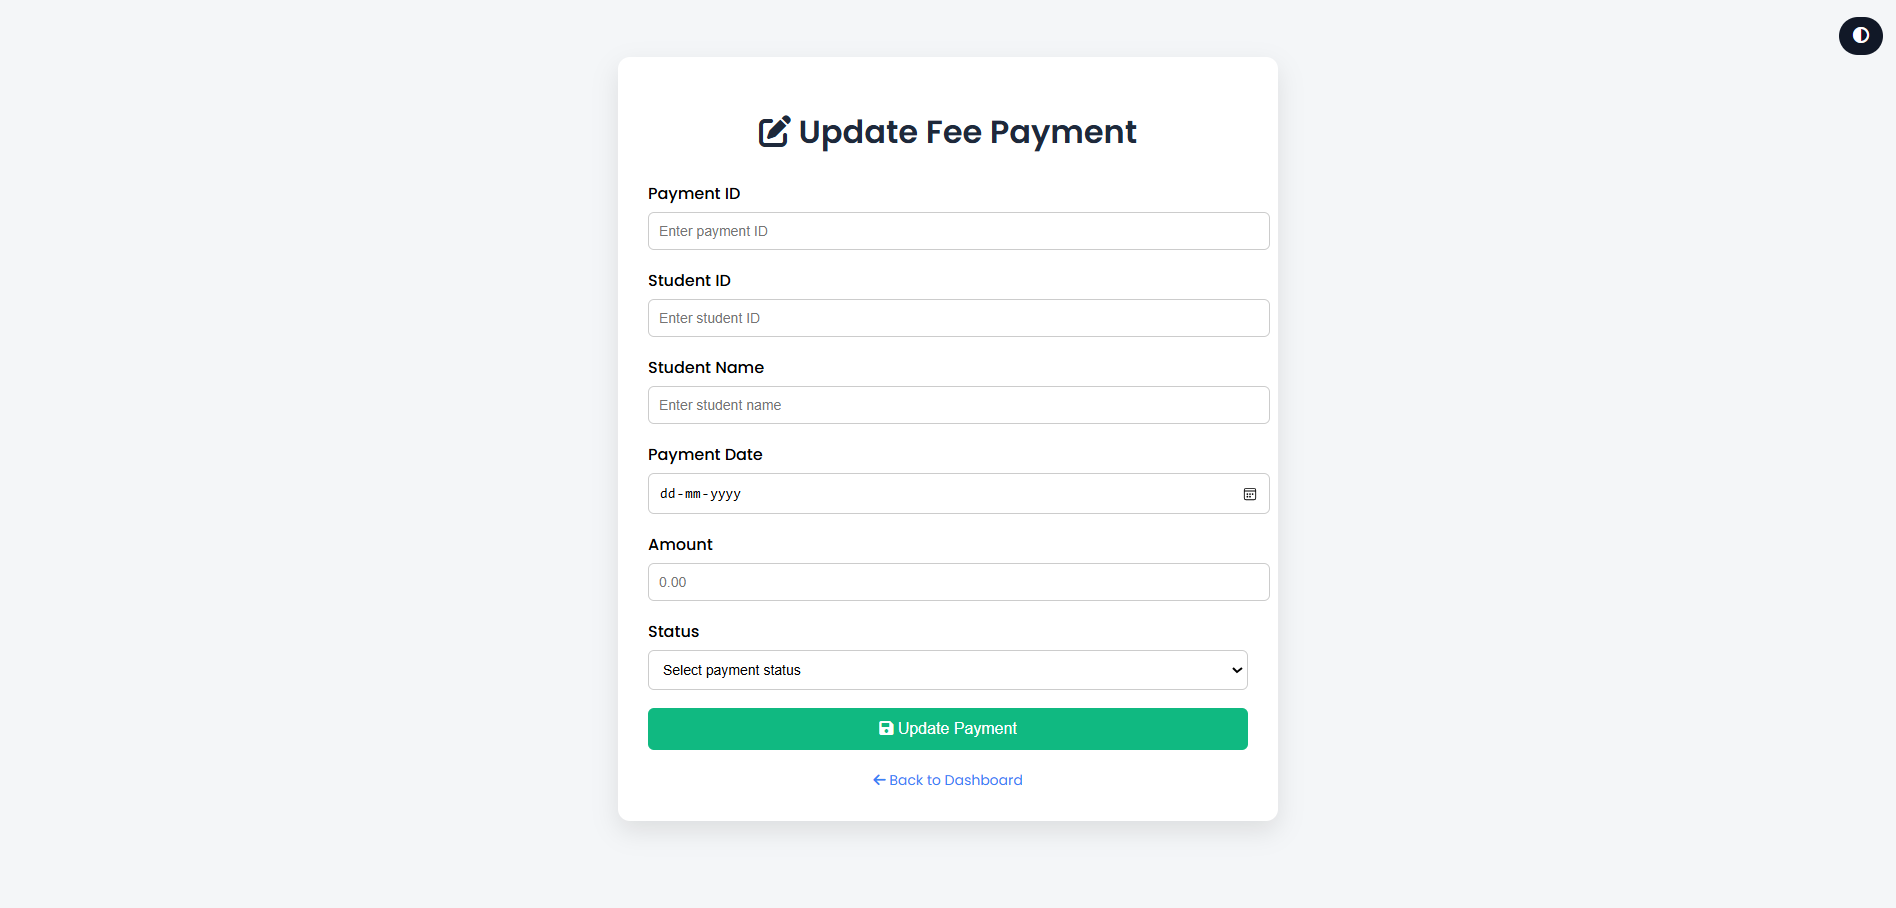 Update Fee Payment
Payment ID
Enter payment ID
Student ID
Enter student ID
Student Name
Enter student name
Payment Date
dd-mm-yyyy
Amount
0.00
Status
Select payment status
Update Payment
Back to Dashboard